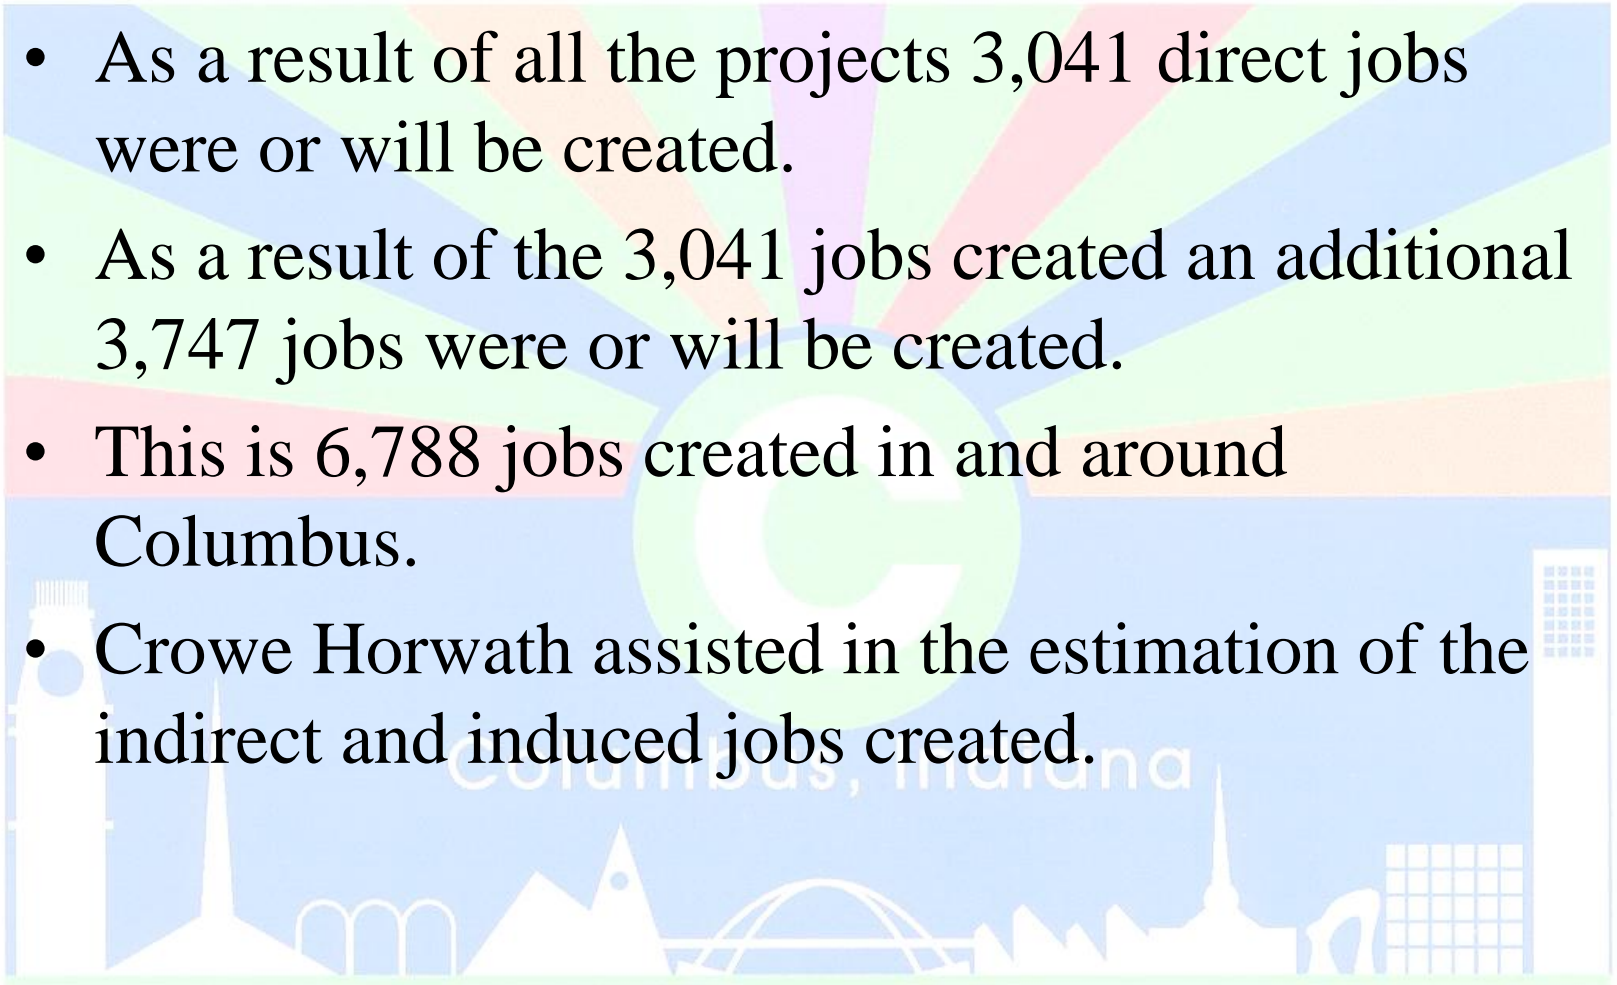 • As a result of all the projects 3,041 direct jobs
were or will be created.
• As a result of the 3,041 jobs created an additional
3,747 jobs were or will be created.
• This is 6,788 jobs created in and around
Columbus.
• Crowe Horwath assisted in the estimation of the
indirect and induced jobs created.
C
Columbus, Indiana